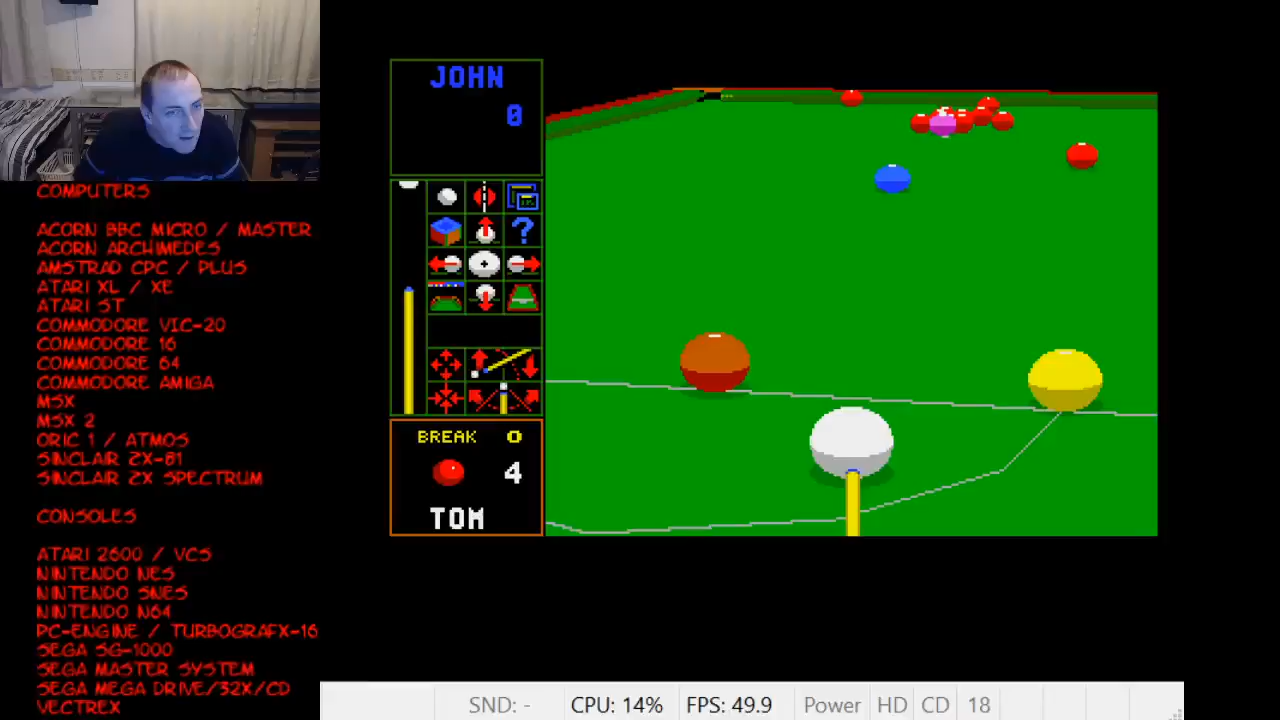 COMPUTERS
ACORN BBC MICRO / MASTER
ACORN ARCHIMEDES
AMSTRAD CPC / PLUS
ATARI XL / XE
ATARI ST
COMMODORE VIC-20
COMMODORE 16
COMMODORE 64
COMMODORE AMIGA
MSX
MSX 2
ORIC 1 / ATMOS
SINCLAIR ZX-81
SINCLAIR ZX SPECTRUM
CONSOLES
ATARI 2600 / VCS
NINTENDO NES
NINTENDO SNES
NINTENDO N64
PC-ENGINE / TURBOGRAFX-16
SEGA SG-1000
SEGA MASTER SYSTEM
SEGA MEGA DRIVE/32X/CD
VECTREX
JOHN
0
?
BREAK 0
4
TOM
SND: - CPU: 14% FPS: 49.9 Power HD CD 18